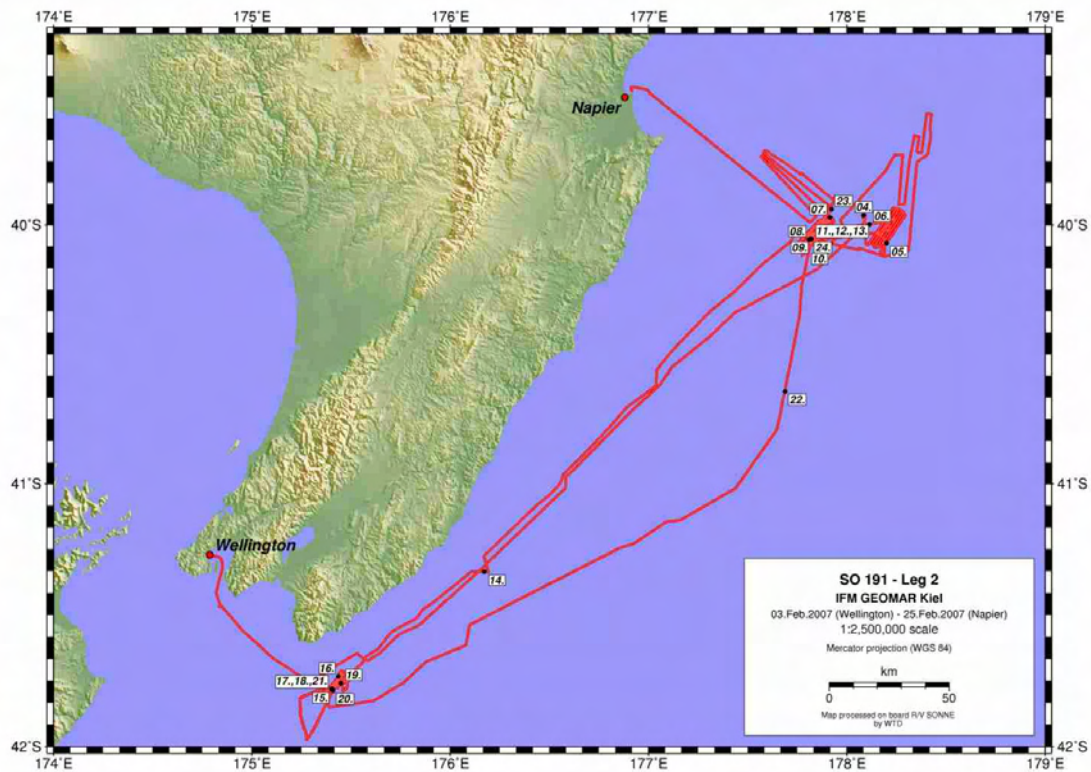 174°E 175°E 176°E 177°E 178°E 179°E
Napier
07. 23. 04.
40°S 08. 11.,12.,13. 06. 40°S
09. 24. 05.
10.
22.
41°S 41°S
Wellington
14.
16. 19.
17.,18.,21.
15. 20.
SO 191 - Leg 2
IFM GEOMAR Kiel
03.Feb.2007 (Wellington) - 25.Feb.2007 (Napier)
1:2,500,000 scale
Mercator projection (WGS 84)
km
0 50
Map processed on board R/V SONNE
by WTD
42°S 42°S
174°E 175°E 176°E 177°E 178°E 179°E